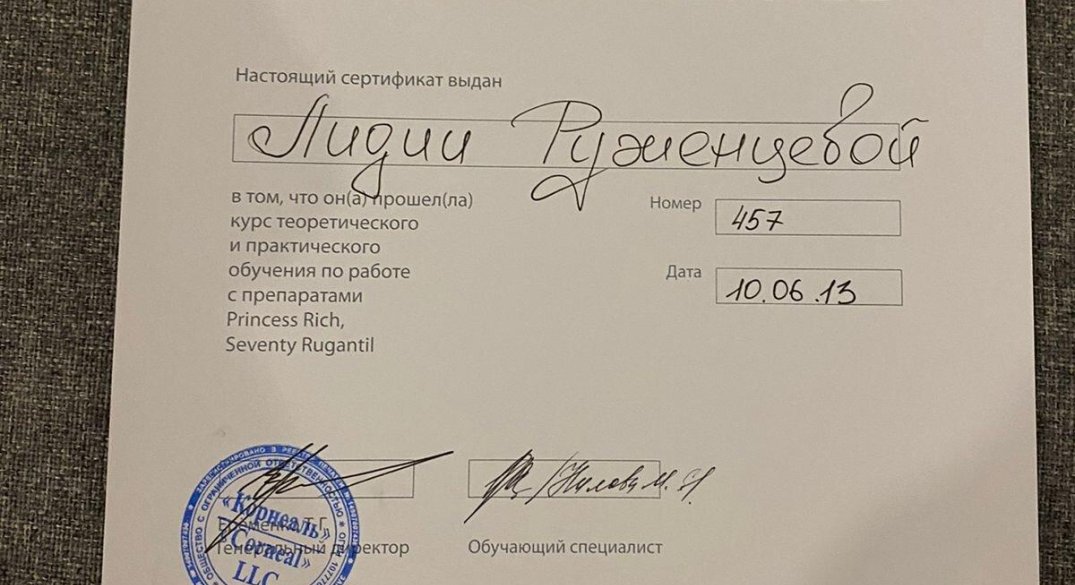 Настоящий сертификат выдан
Лидии Руженцевой
в том, что он(а) прошел(ла)
курс теоретического
и практического
обучения по работе
с препаратами
Princess Rich,
Seventy Rugantil
Номер 457
Дата 10.06.13
«Корнеаль»
«Corneal»
LLC
Генеральный директор
Обучающий специалист